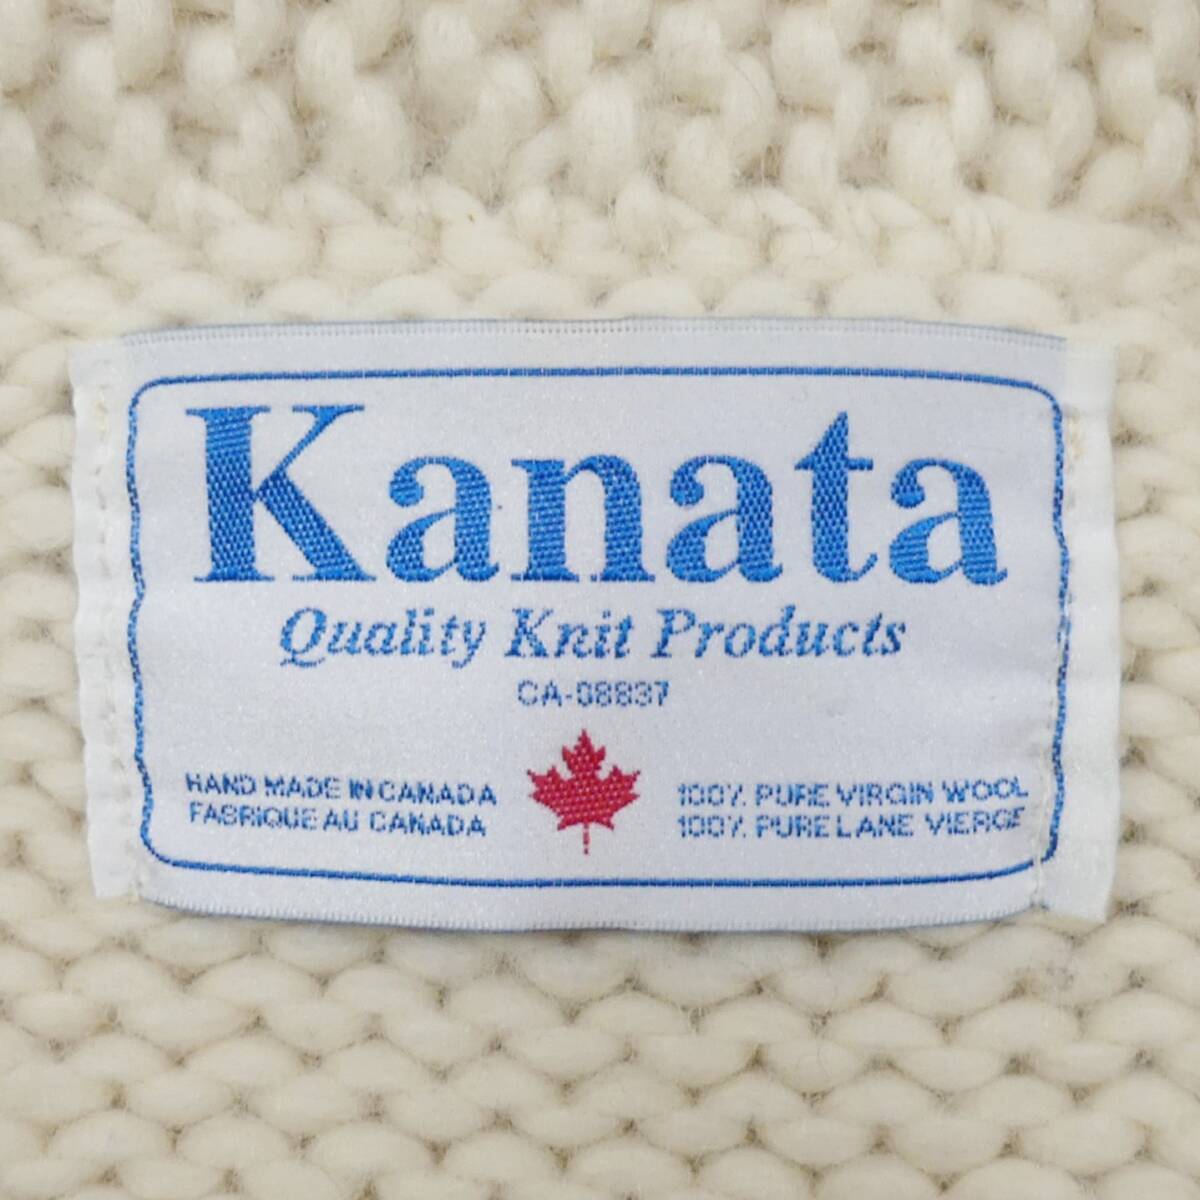 Kanata
Quality Knit Products
CA-08837
HAND MADE IN CANADA
FABRIQUE AU CANADA
100% PURE VIRGIN WOOL
100% PURE LANE VIERGE